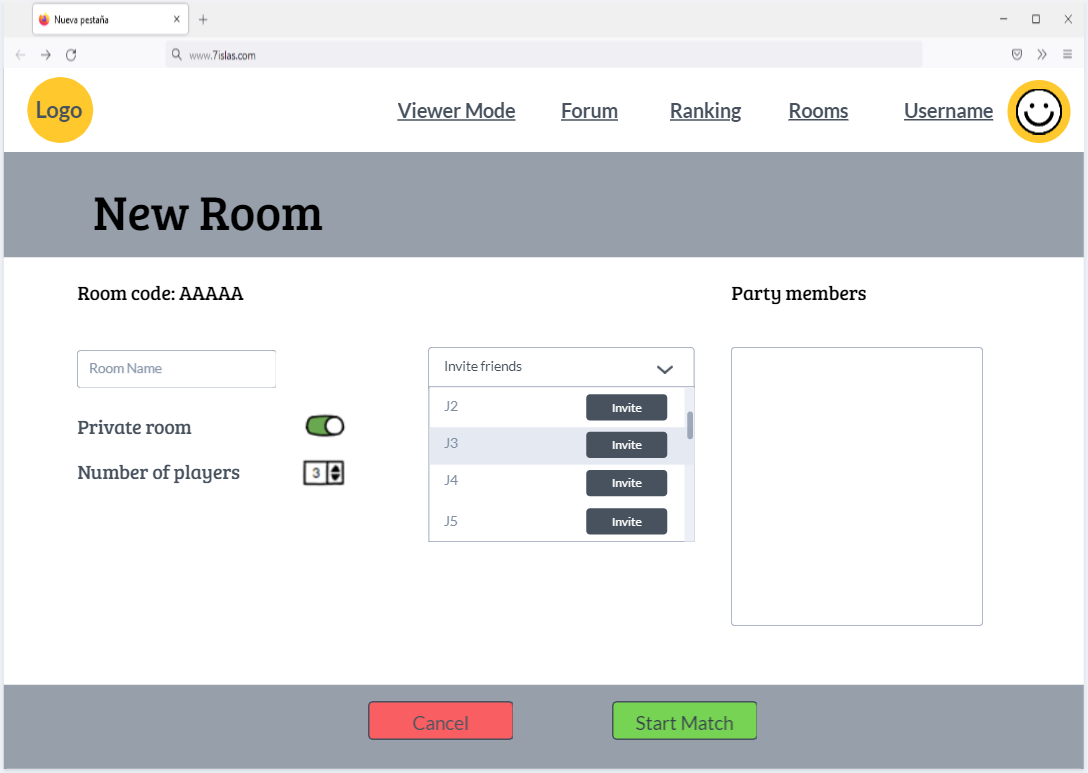 Nueva pestaña
www.7islas.com
Logo
Viewer Mode Forum Ranking Rooms Username
New Room
Room code: AAAAA
Party members
Room Name
Invite friends
J2 Invite
Private room
J3 Invite
Number of players 3
J4 Invite
J5 Invite
Cancel Start Match